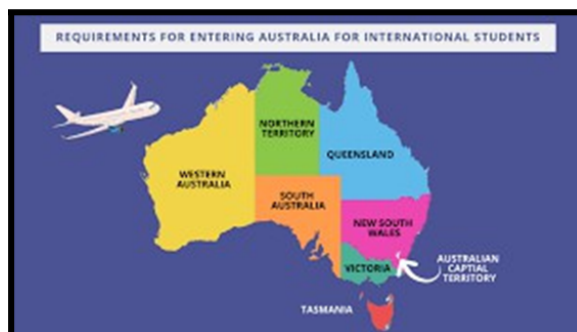 REQUIREMENTS FOR ENTERING AUSTRALIA FOR INTERNATIONAL STUDENTS
NORTHERN
TERRITORY
QUEENSLAND
WESTERN
AUSTRALIA
SOUTH
AUSTRALIA
NEW SOUTH
WALES
VICTORIA
AUSTRALIAN
CAPTIAL
TERRITORY
TASMANIA